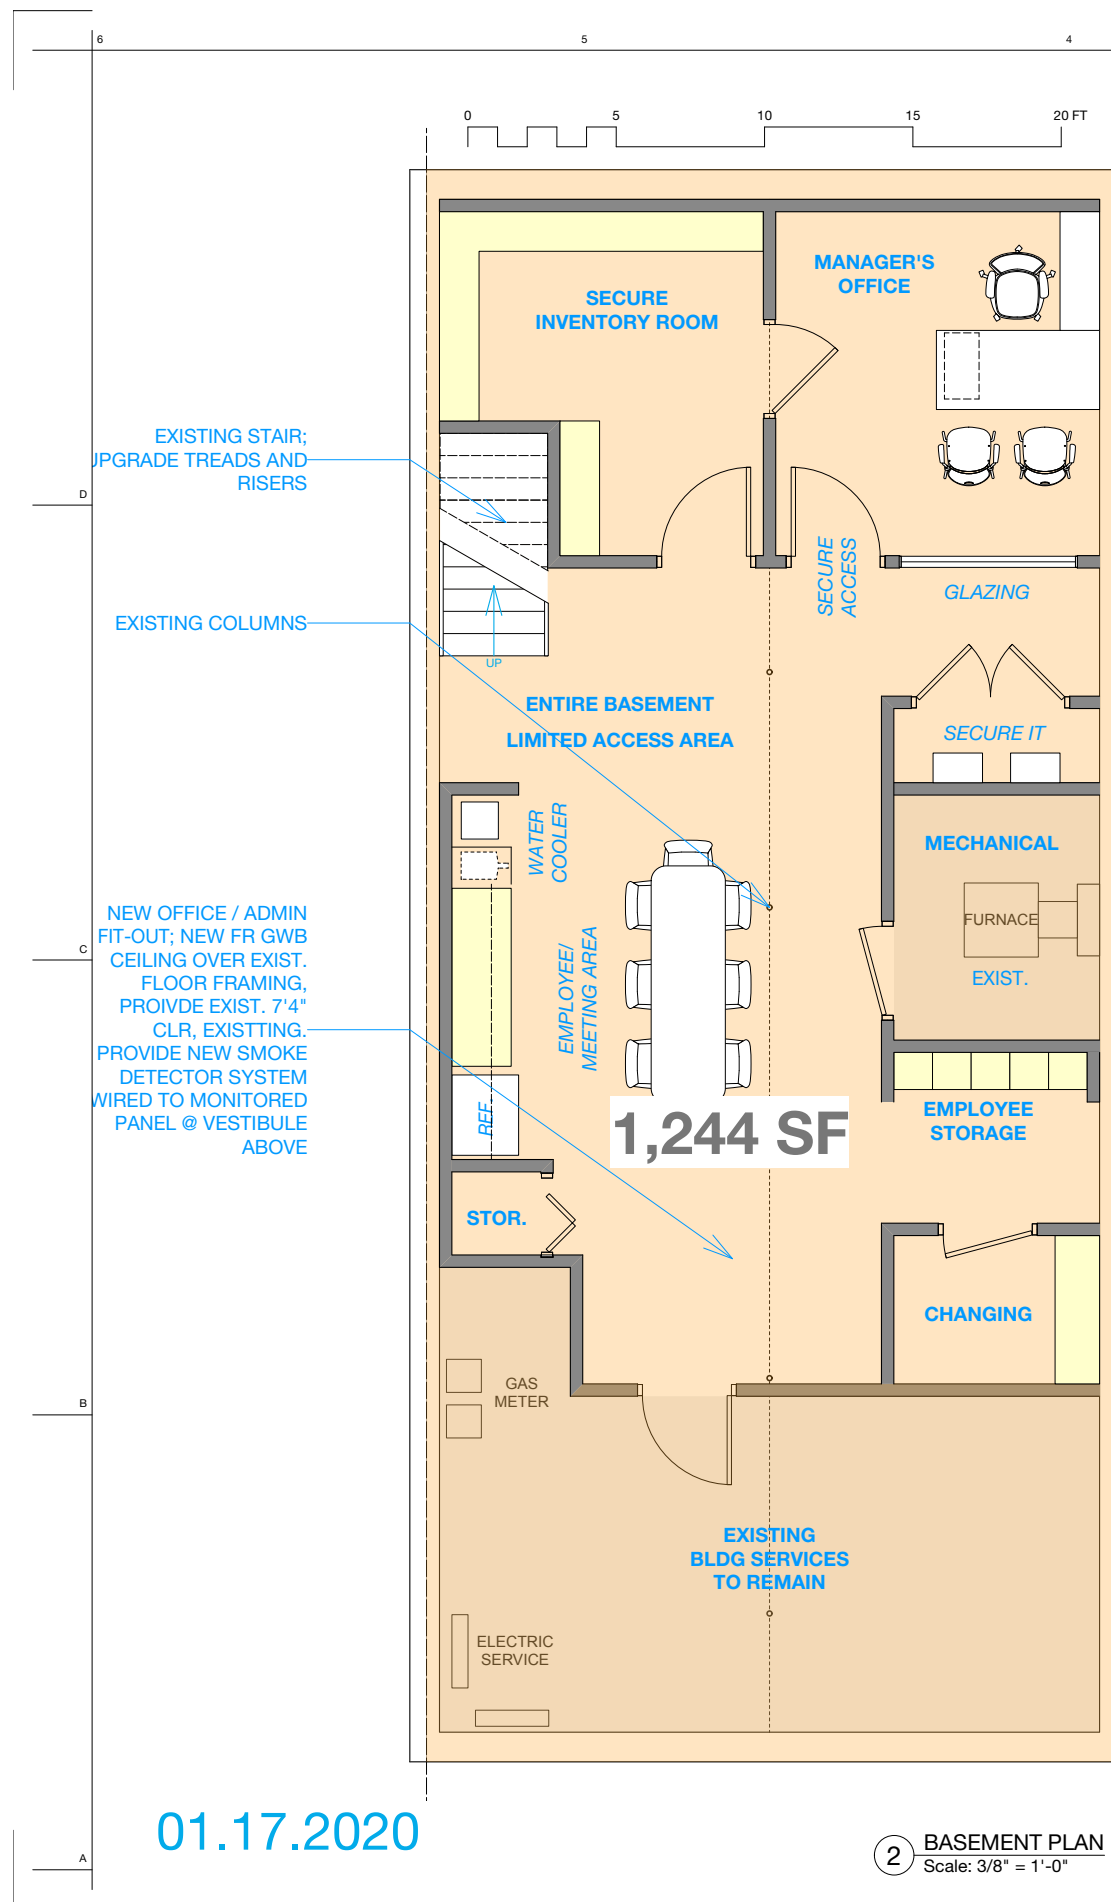 6
5
4
0
5
10
15
20 FT
MANAGER'S
OFFICE
SECURE
INVENTORY ROOM
EXISTING STAIR;
UPGRADE TREADS AND
RISERS
D
SECURE
ACCESS
GLAZING
EXISTING COLUMNS
UP
ENTIRE BASEMENT
LIMITED ACCESS AREA
SECURE IT
WATER
COOLER
MECHANICAL
FURNACE
EXIST.
C
NEW OFFICE / ADMIN
FIT-OUT; NEW FR GWB
CEILING OVER EXIST.
FLOOR FRAMING,
PROIVDE EXIST. 7'4"
CLR, EXISTTING.
PROVIDE NEW SMOKE
DETECTOR SYSTEM
WIRED TO MONITORED
PANEL @ VESTIBULE
ABOVE
EMPLOYEE/
MEETING AREA
REF
1,244 SF
EMPLOYEE
STORAGE
STOR.
CHANGING
GAS
METER
B
EXISTING
BLDG SERVICES
TO REMAIN
ELECTRIC
SERVICE
01.17.2020
A
2
BASEMENT PLAN
Scale: 3/8" = 1'-0"